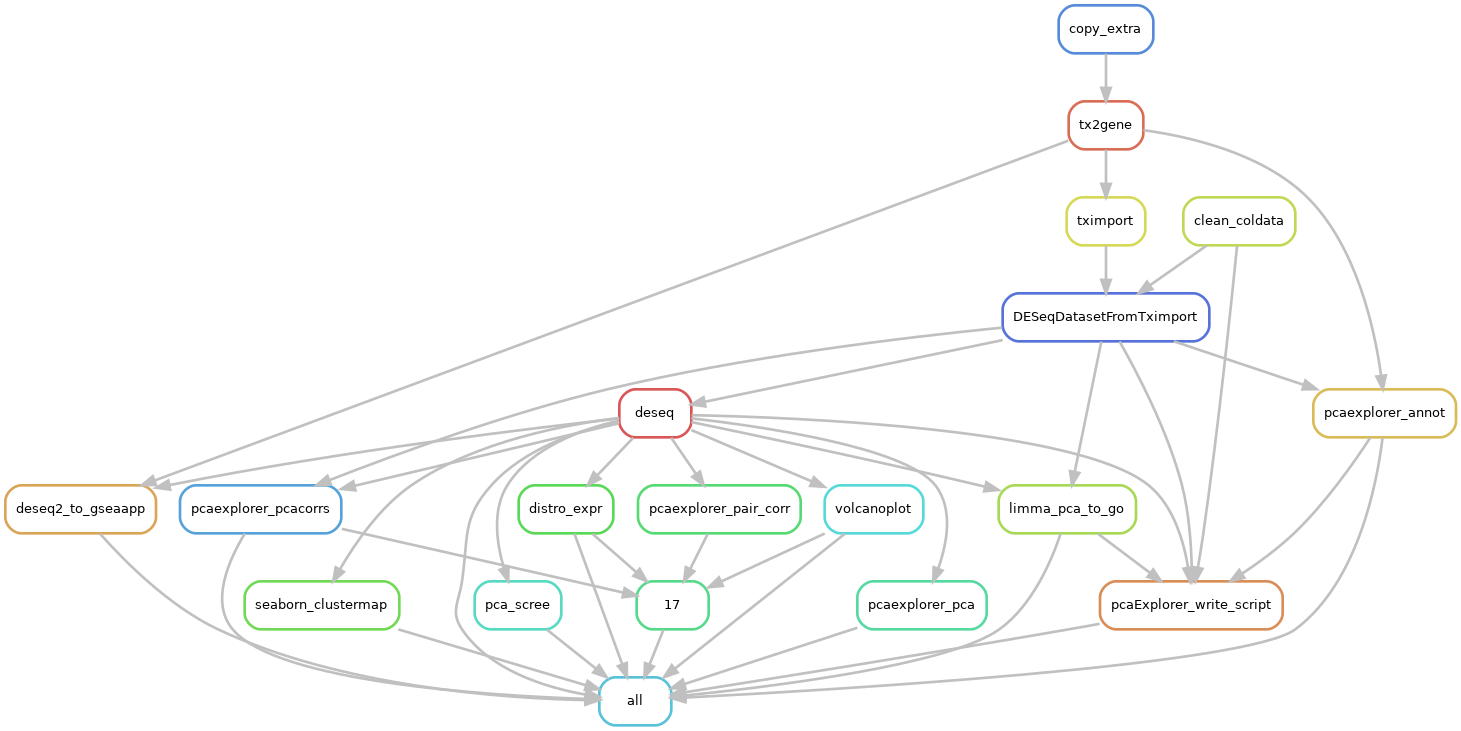 copy_extra
tx2gene
tximport
clean_coldata
DESeqDatasetFromTximport
deseq
pcaexplorer_annot
deseq2_to_gseaapp
pcaexplorer_pcacorrs
distro_expr
pcaexplorer_pair_corr
volcanoplot
limma_pca_to_go
seaborn_clustermap
pca_scree
17
pcaexplorer_pca
pcaExplorer_write_script
all